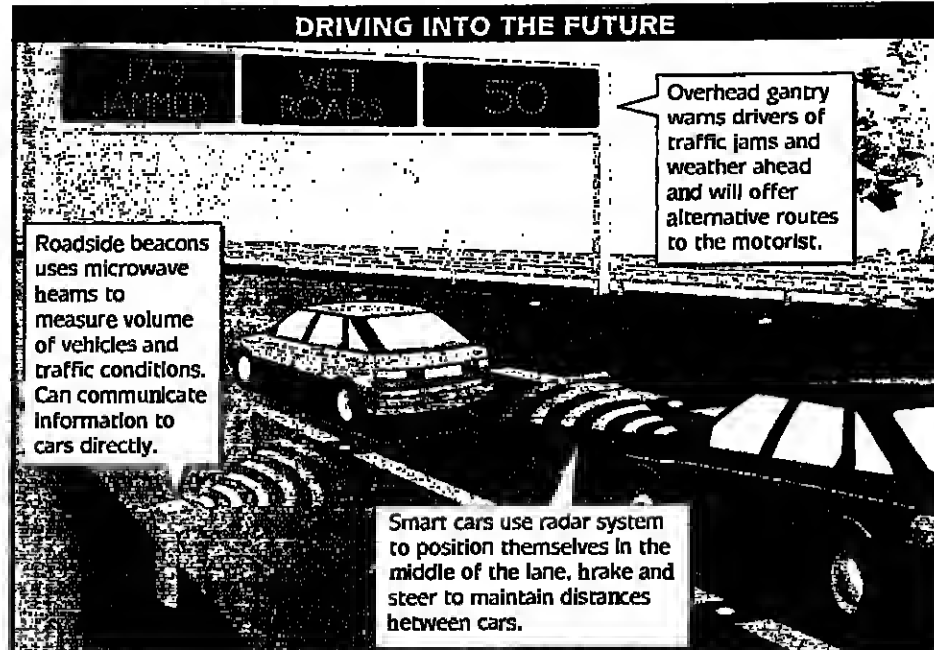 DRIVING INTO THE FUTURE
JAMMED
WET
ROADS
50
Overhead gantry
warns drivers of
traffic jams and
weather ahead
and will offer
alternative routes
to the motorist.
Roadside beacons
uses microwave
beams to
measure volume
of vehicles and
traffic conditions.
Can communicate
information to
cars directly.
Smart cars use radar system
to position themselves in the
middle of the lane, brake and
steer to maintain distances
between cars.